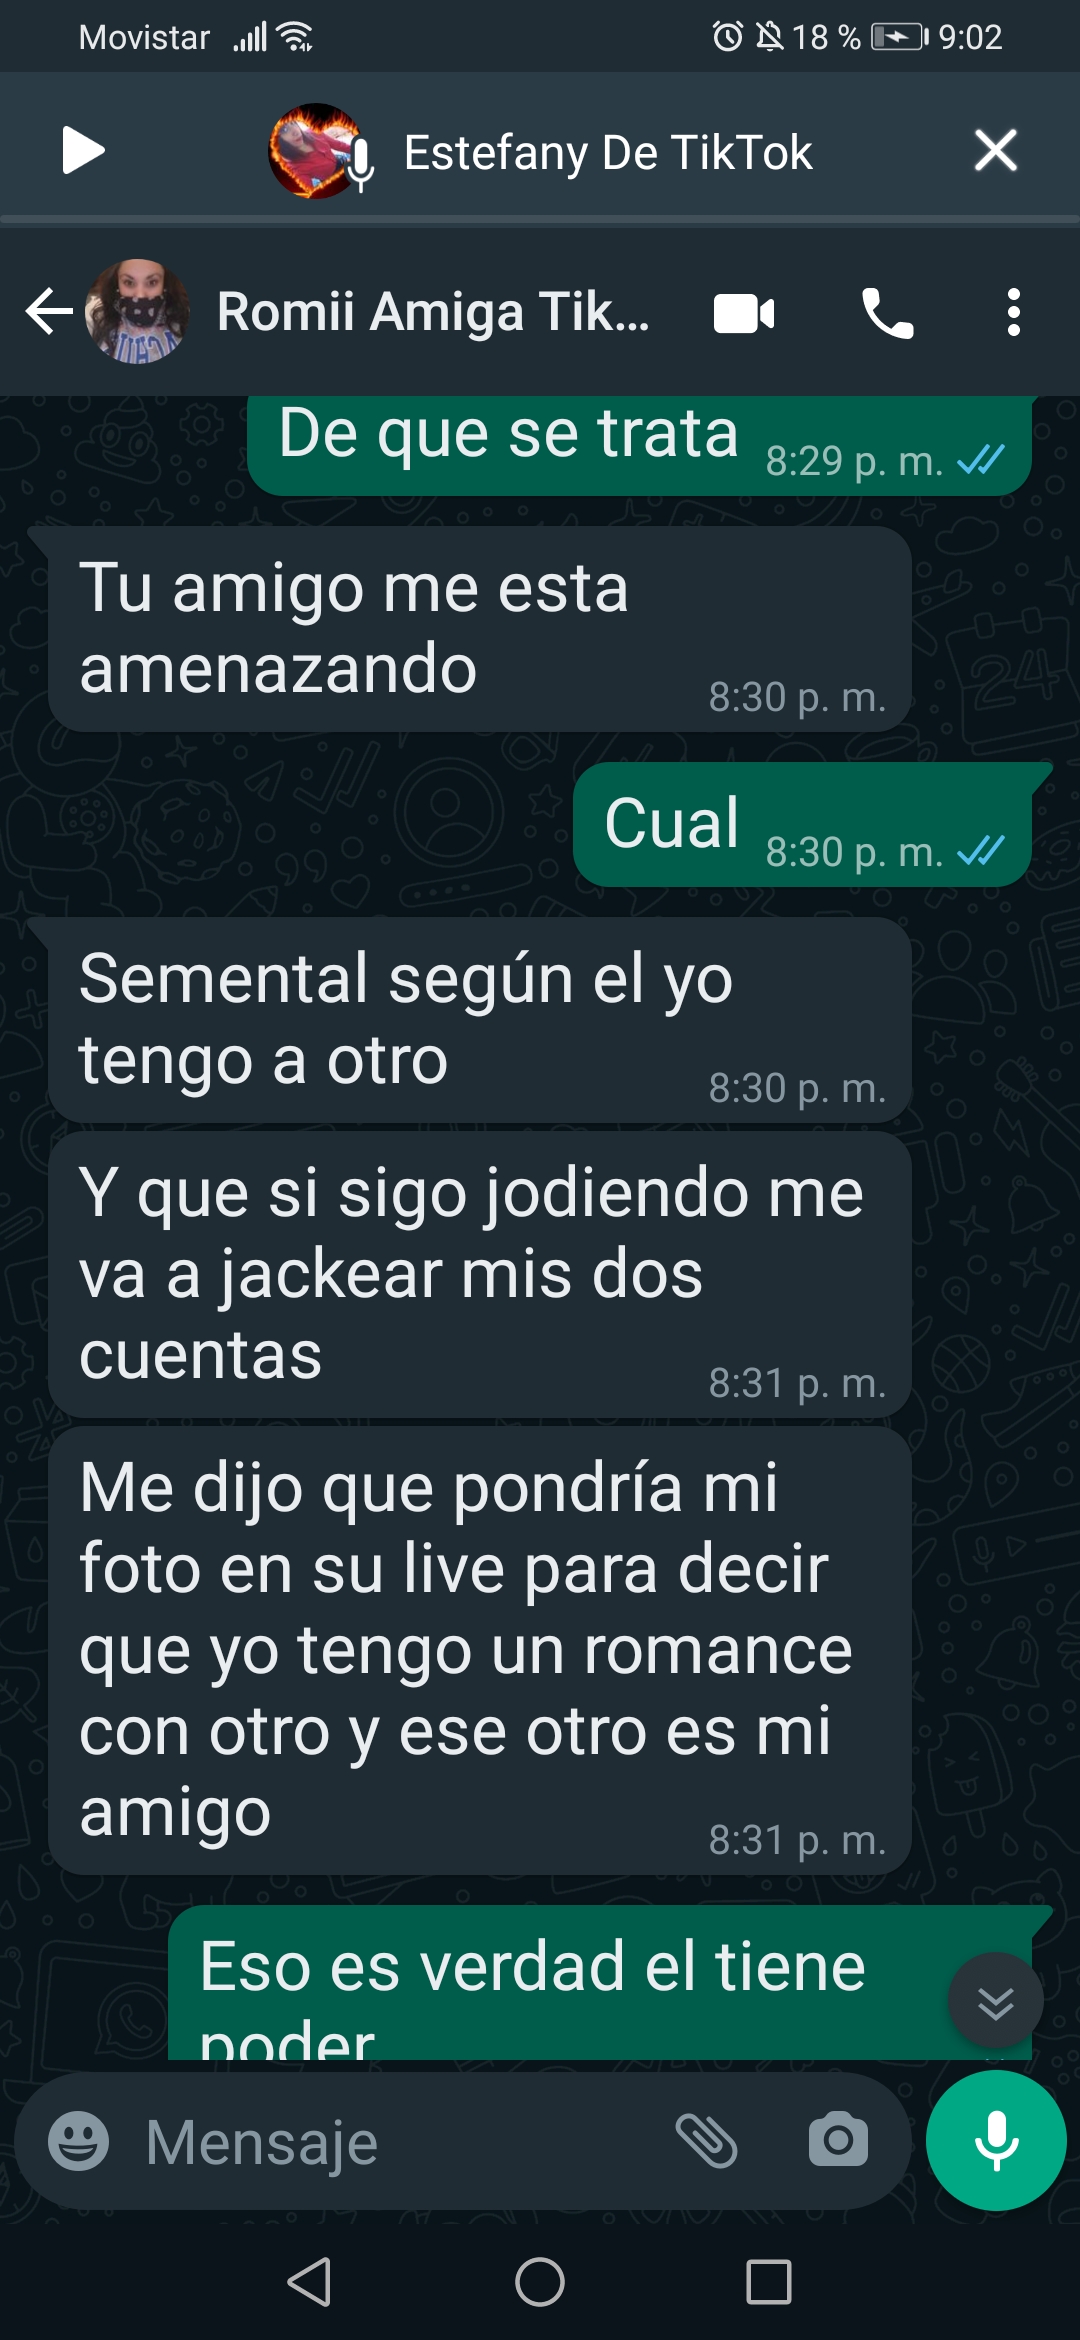 Movistar 18 % 9:02
Estefany De TikTok
Romii Amiga Tik...
De que se trata 8:29 p. m.
Tu amigo me esta
amenazando
8:30 p. m.
Cual 8:30 p. m.
Semental según el yo
tengo a otro
8:30 p. m.
Y que si sigo jodiendo me
va a jackear mis dos
cuentas
8:31 p. m.
Me dijo que pondría mi
foto en su live para decir
que yo tengo un romance
con otro y ese otro es mi
amigo
8:31 p. m.
Eso es verdad el tiene
poder
Mensaje